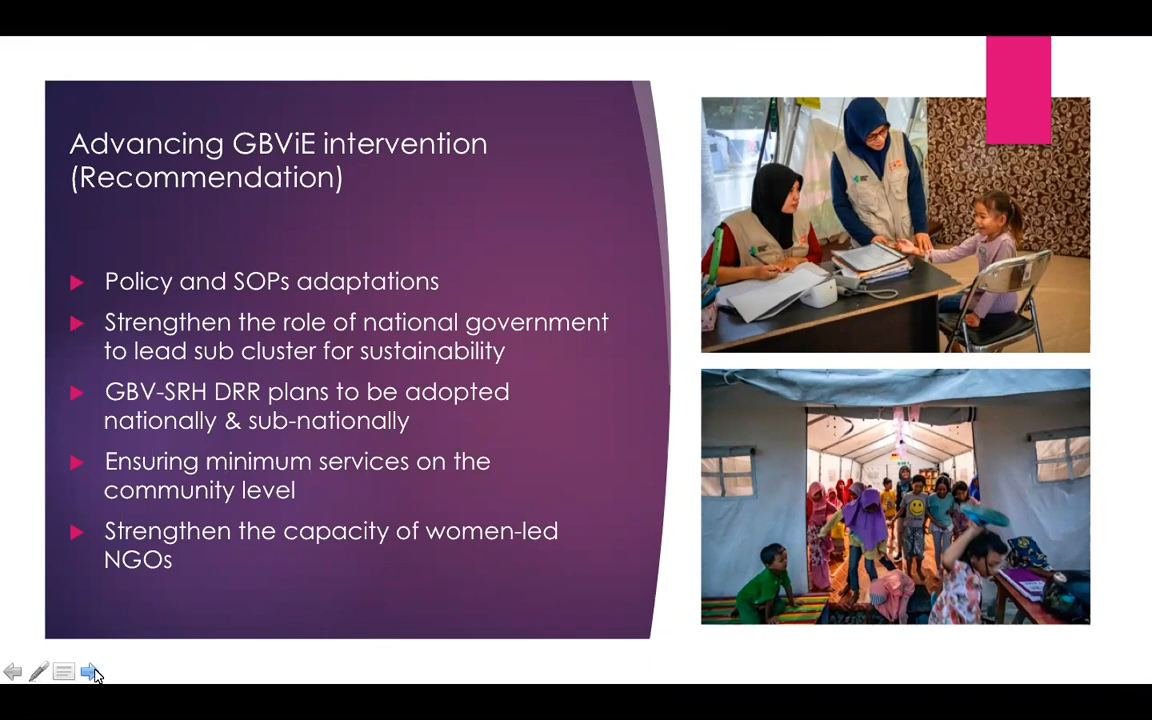 Advancing GBViE intervention
(Recommendation)
Policy and SOPs adaptations
Strengthen the role of national government
to lead sub cluster for sustainability
GBV-SRH DRR plans to be adopted
nationally & sub-nationally
Ensuring minimum services on the
community level
Strengthen the capacity of women-led
NGOs